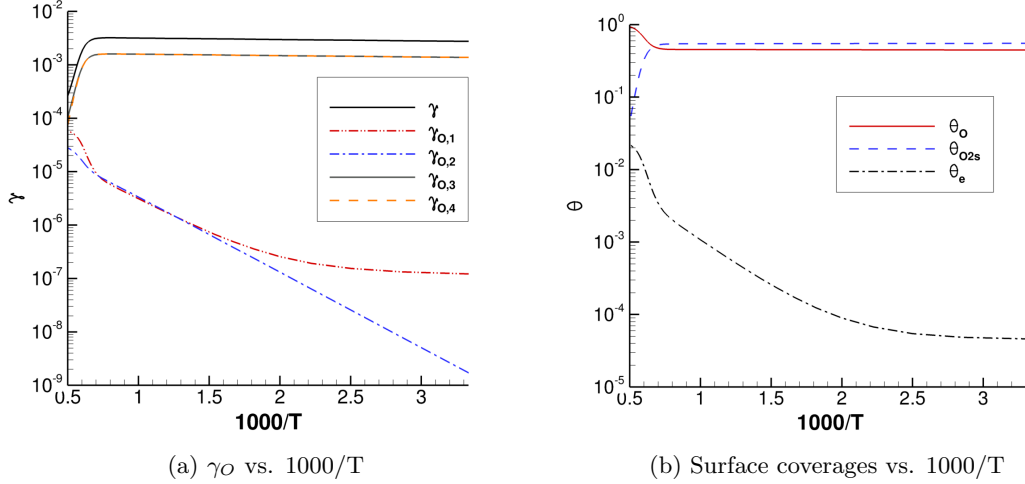 γ
10⁻²
10⁻³
10⁻⁴
10⁻⁵
10⁻⁶
10⁻⁷
10⁻⁸
10⁻⁹
0.5 1 1.5 2 2.5 3
1000/T
γ
γO,1
γO,2
γO,3
γO,4
(a) γO vs. 1000/T
θ
10⁰
10⁻¹
10⁻²
10⁻³
10⁻⁴
10⁻⁵
0.5 1 1.5 2 2.5 3
1000/T
θO
θO2s
θe
(b) Surface coverages vs. 1000/T